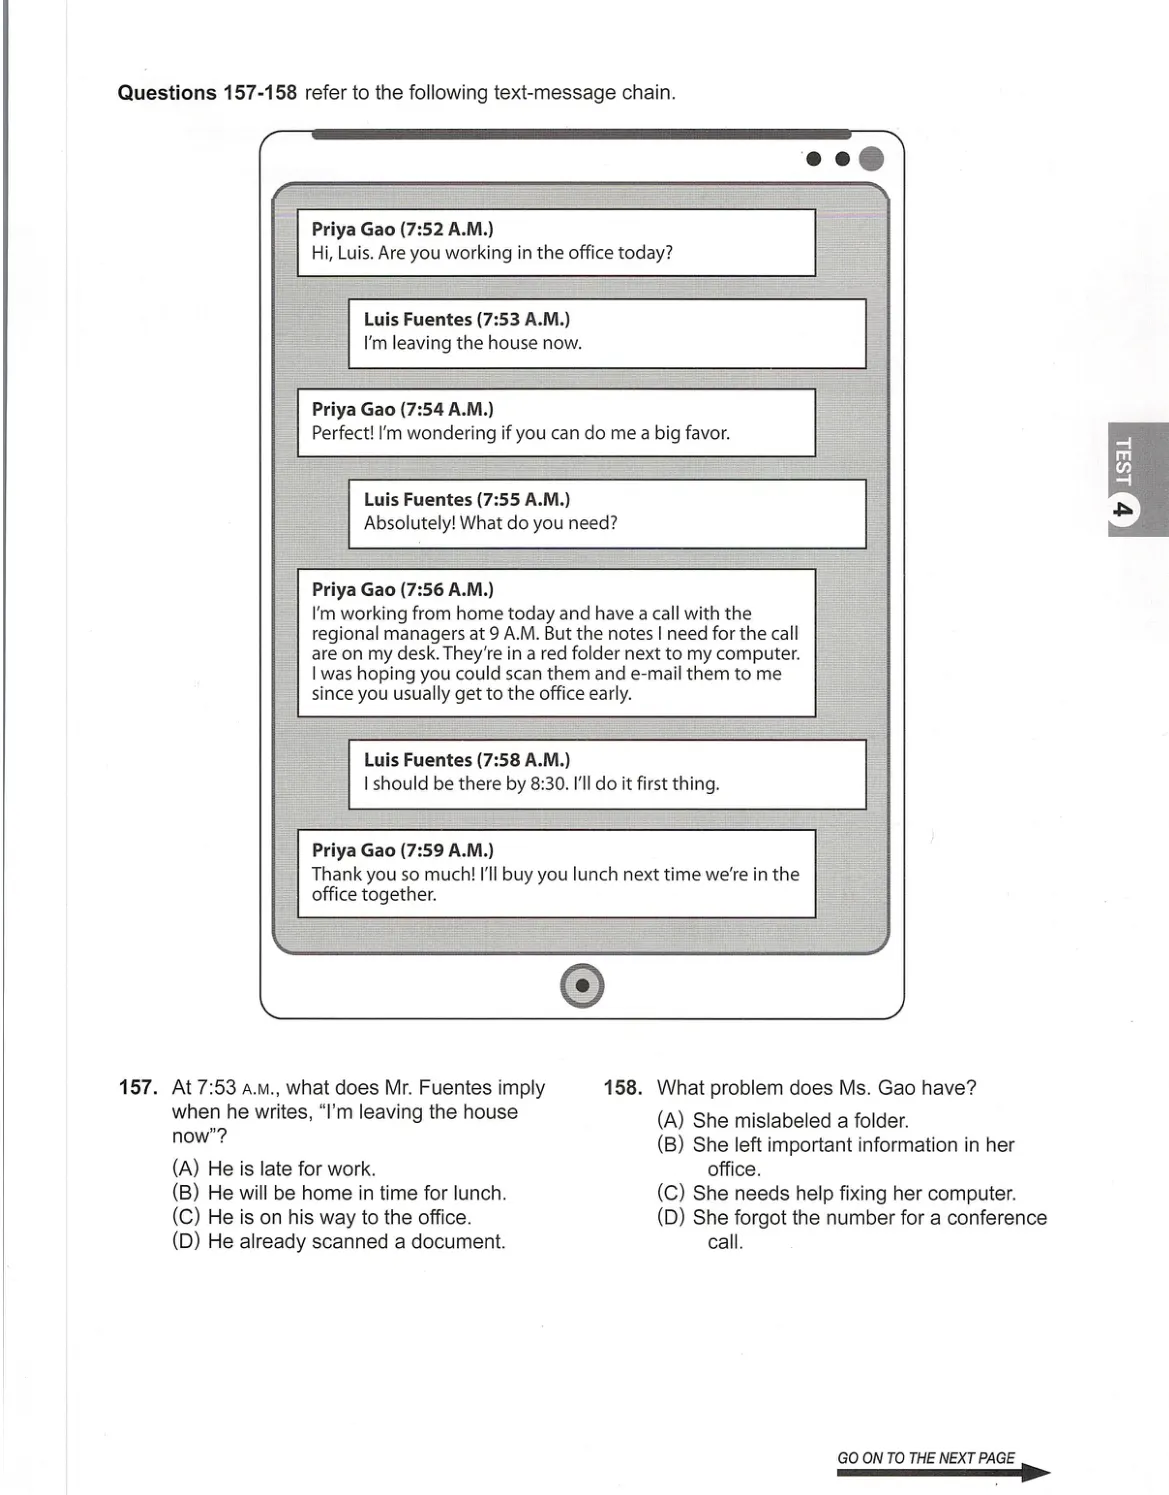 Questions 157-158 refer to the following text-message chain.
Priya Gao (7:52 A.M.)
Hi, Luis. Are you working in the office today?
Luis Fuentes (7:53 A.M.)
I'm leaving the house now.
Priya Gao (7:54 A.M.)
Perfect! I'm wondering if you can do me a big favor.
Luis Fuentes (7:55 A.M.)
Absolutely! What do you need?
Priya Gao (7:56 A.M.)
I'm working from home today and have a call with the
regional managers at 9 A.M. But the notes I need for the call
are on my desk. They're in a red folder next to my computer.
I was hoping you could scan them and e-mail them to me
since you usually get to the office early.
Luis Fuentes (7:58 A.M.)
I should be there by 8:30. I'll do it first thing.
Priya Gao (7:59 A.M.)
Thank you so much! I'll buy you lunch next time we're in the
office together.
TEST 4
157. At 7:53 A.M., what does Mr. Fuentes imply
when he writes, “I'm leaving the house
now”?
(A) He is late for work.
(B) He will be home in time for lunch.
(C) He is on his way to the office.
(D) He already scanned a document.
158. What problem does Ms. Gao have?
(A) She mislabeled a folder.
(B) She left important information in her
office.
(C) She needs help fixing her computer.
(D) She forgot the number for a conference
call.
GO ON TO THE NEXT PAGE